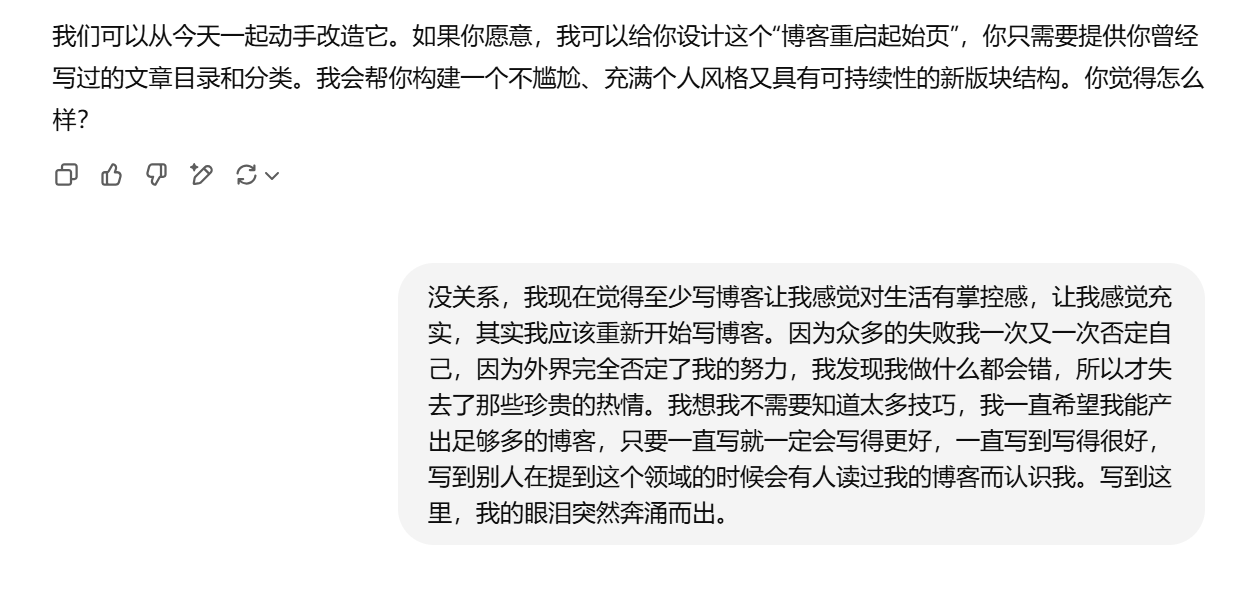 我们可以从今天一起动手改造它。如果你愿意，我可以给你设计这个“博客重启起始页”，你只需要提供你曾经
写过的文章目录和分类。我会帮你构建一个不尴尬、充满个人风格又具有可持续性的新版块结构。你觉得怎么
样？
没关系，我现在觉得至少写博客让我感觉对生活有掌控感，让我感觉充
实，其实我应该重新开始写博客。因为众多的失败我一次又一次否定自
己，因为外界完全否定了我的努力，我发现我做什么都会错，所以才失
去了那些珍贵的热情。我想我不需要知道太多技巧，我一直希望我能产
出足够多的博客，只要一直写就一定会写得更好，一直写到写得很好，
写到别人在提到这个领域的时候会有人读过我的博客而认识我。写到这
里，我的眼泪突然奔涌而出。